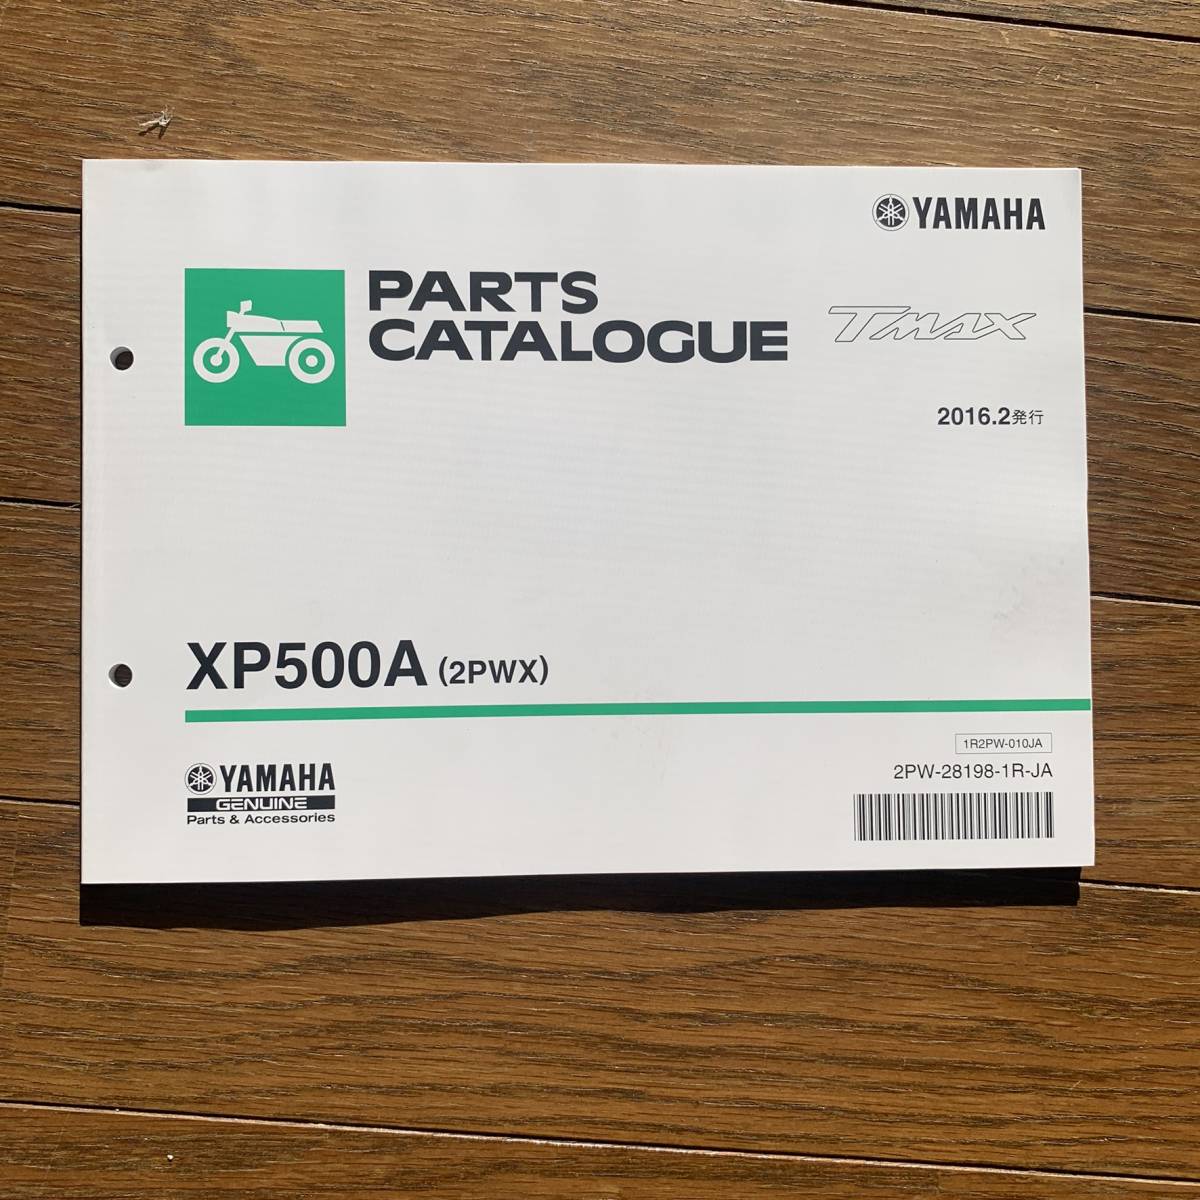 YAMAHA
PARTS
CATALOGUE
TMAX
2016.2発行
XP500A (2PWX)
1R2PW-010JA
2PW-28198-1R-JA
YAMAHA
GENUINE
Parts & Accessories